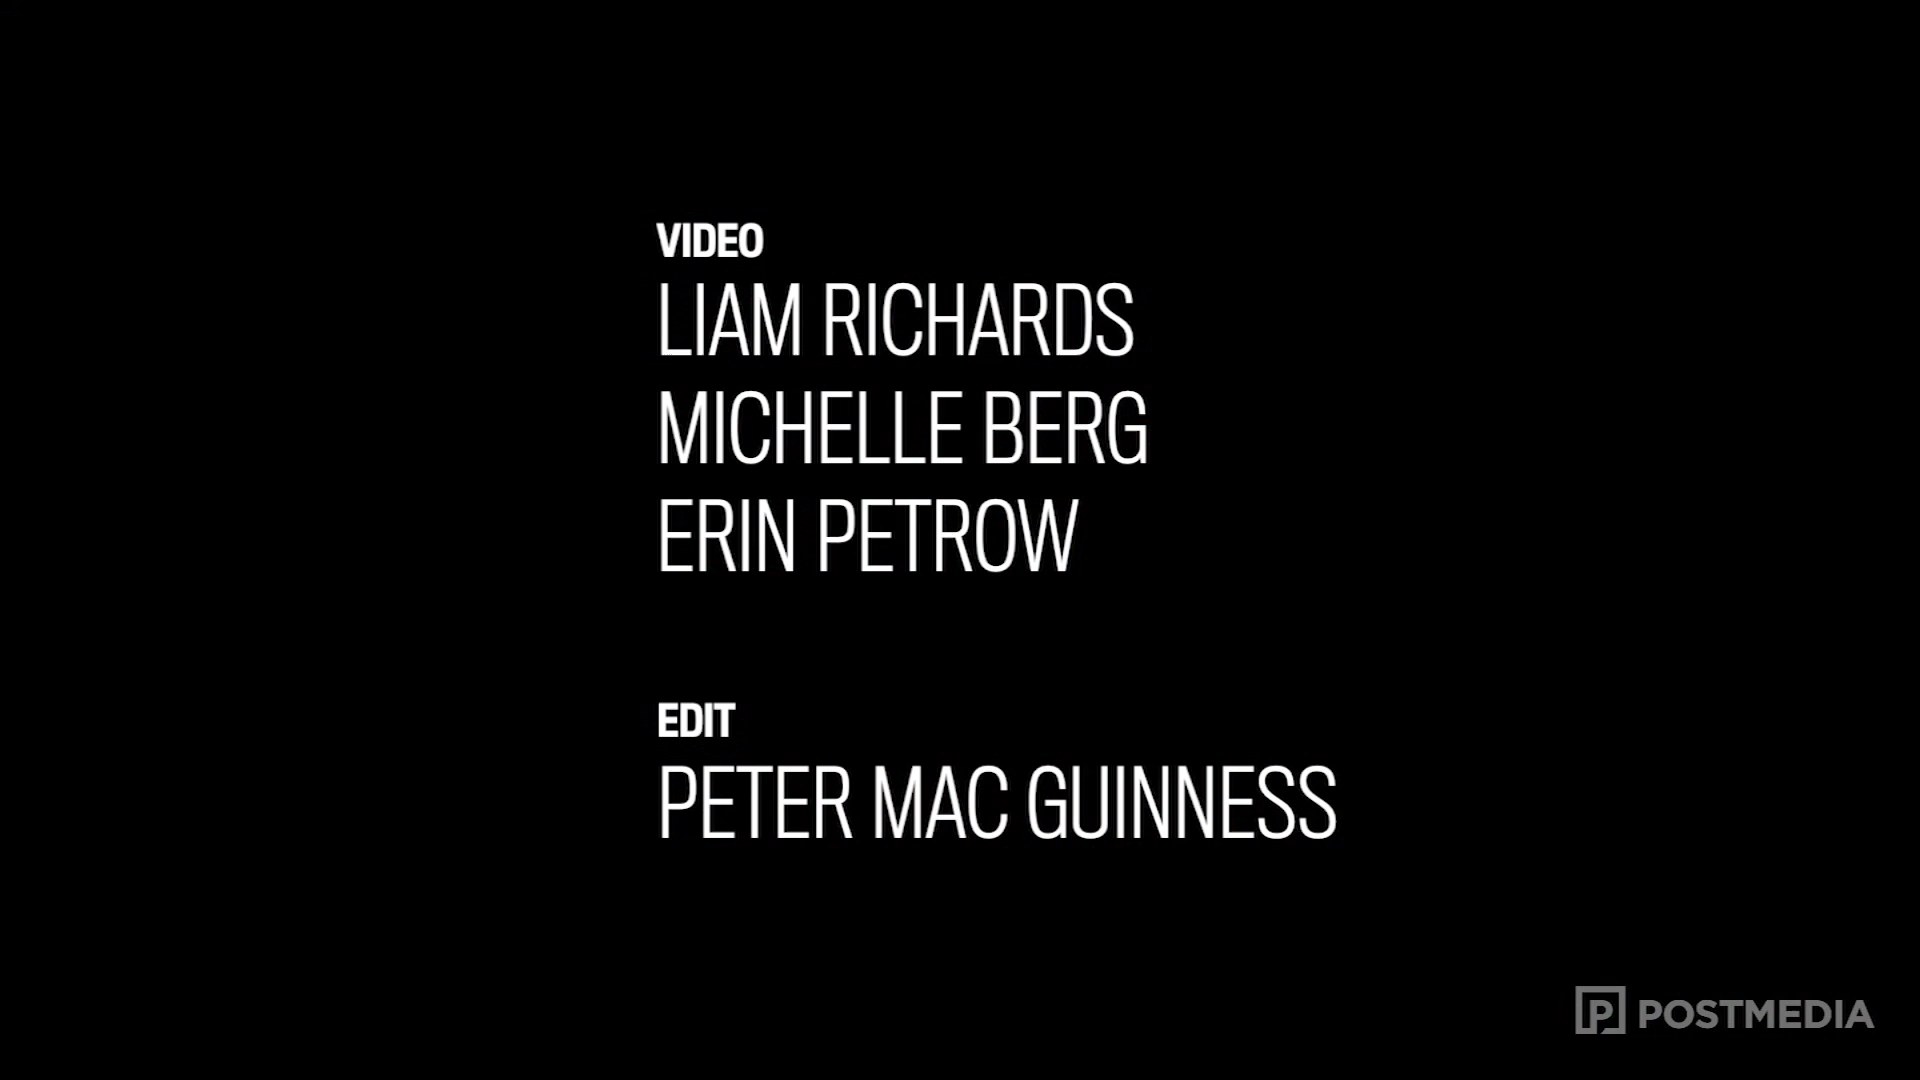 VIDEO
LIAM RICHARDS
MICHELLE BERG
ERIN PETROW
EDIT
PETER MAC GUINNESS
P POSTMEDIA